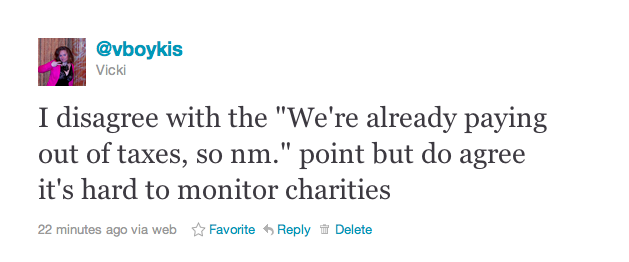 @vboykis
Vicki
I disagree with the "We're already paying
out of taxes, so nm." point but do agree
it's hard to monitor charities
22 minutes ago via web Favorite Reply Delete